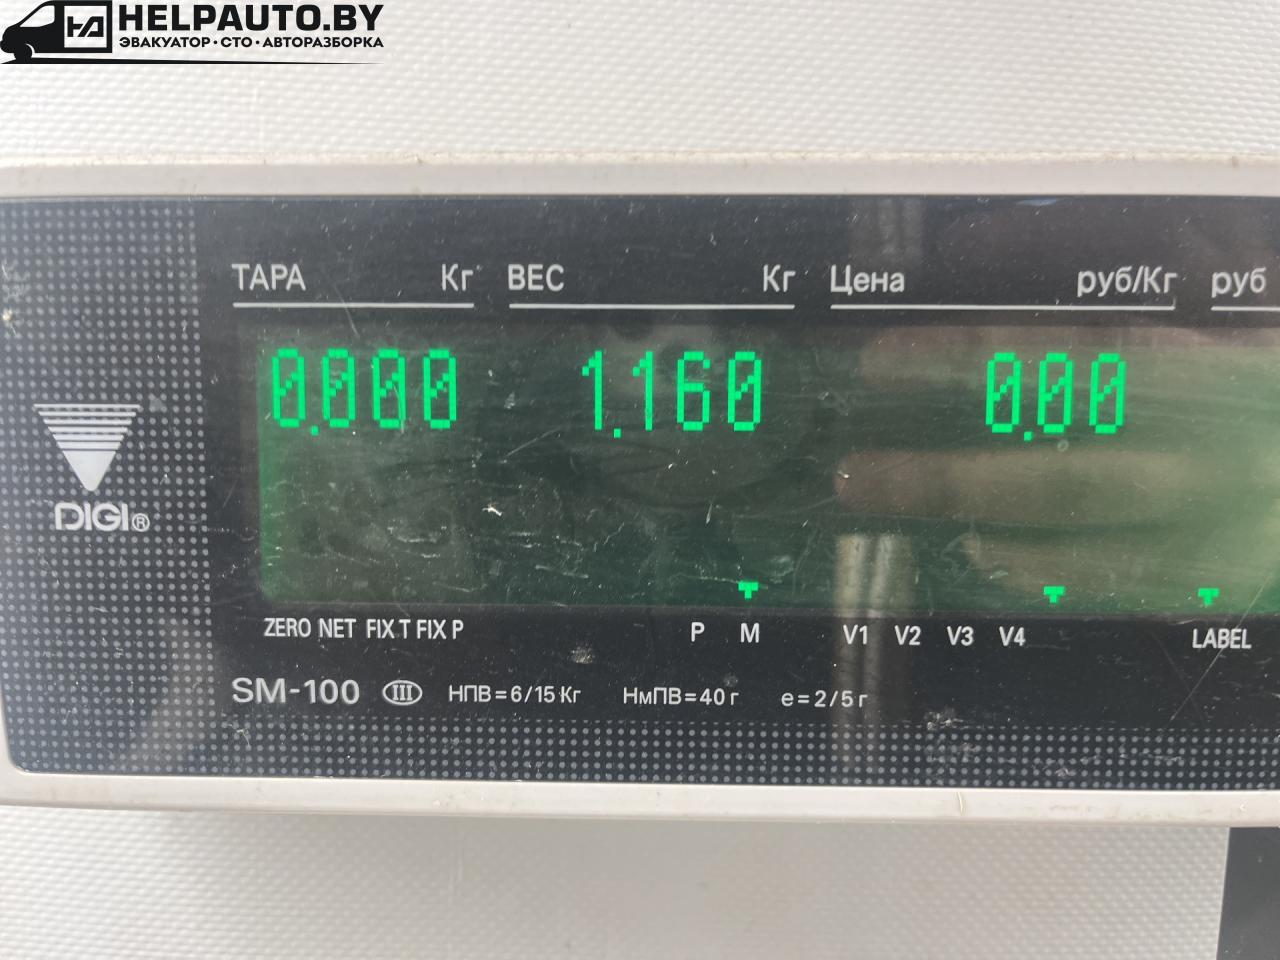 HELPAUTO.BY
ЭВАКУАТОР·СТО·АВТОРАЗБОРКА
ТАРА Кг ВЕС Кг Цена руб/Кг руб
0.000 1.160 0.00
DIGI®
ZERO NET FIX T FIX P P M V1 V2 V3 V4 LABEL
SM-100 III НПВ=6/15 Кг НмПВ=40 г e=2/5 г